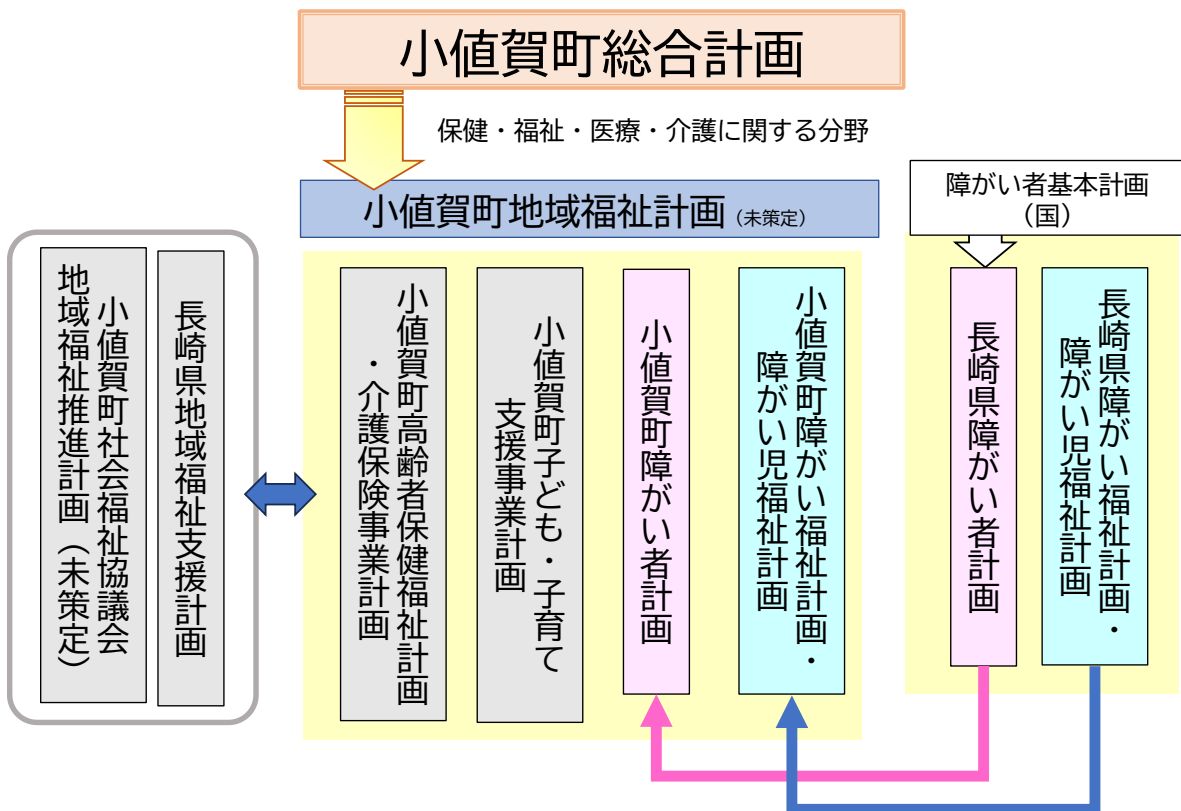 小値賀町総合計画
保健・福祉・医療・介護に関する分野
小値賀町地域福祉計画（未策定）
障がい者基本計画
（国）
小値賀町社会福祉協議会
地域福祉推進計画（未策定）
長崎県地域福祉支援計画
小値賀町高齢者保健福祉計画
・介護保険事業計画
小値賀町子ども・子育て
支援事業計画
小値賀町障がい者計画
小値賀町障がい福祉計画・
障がい児福祉計画
長崎県障がい者計画
長崎県障がい福祉計画・
障がい児福祉計画